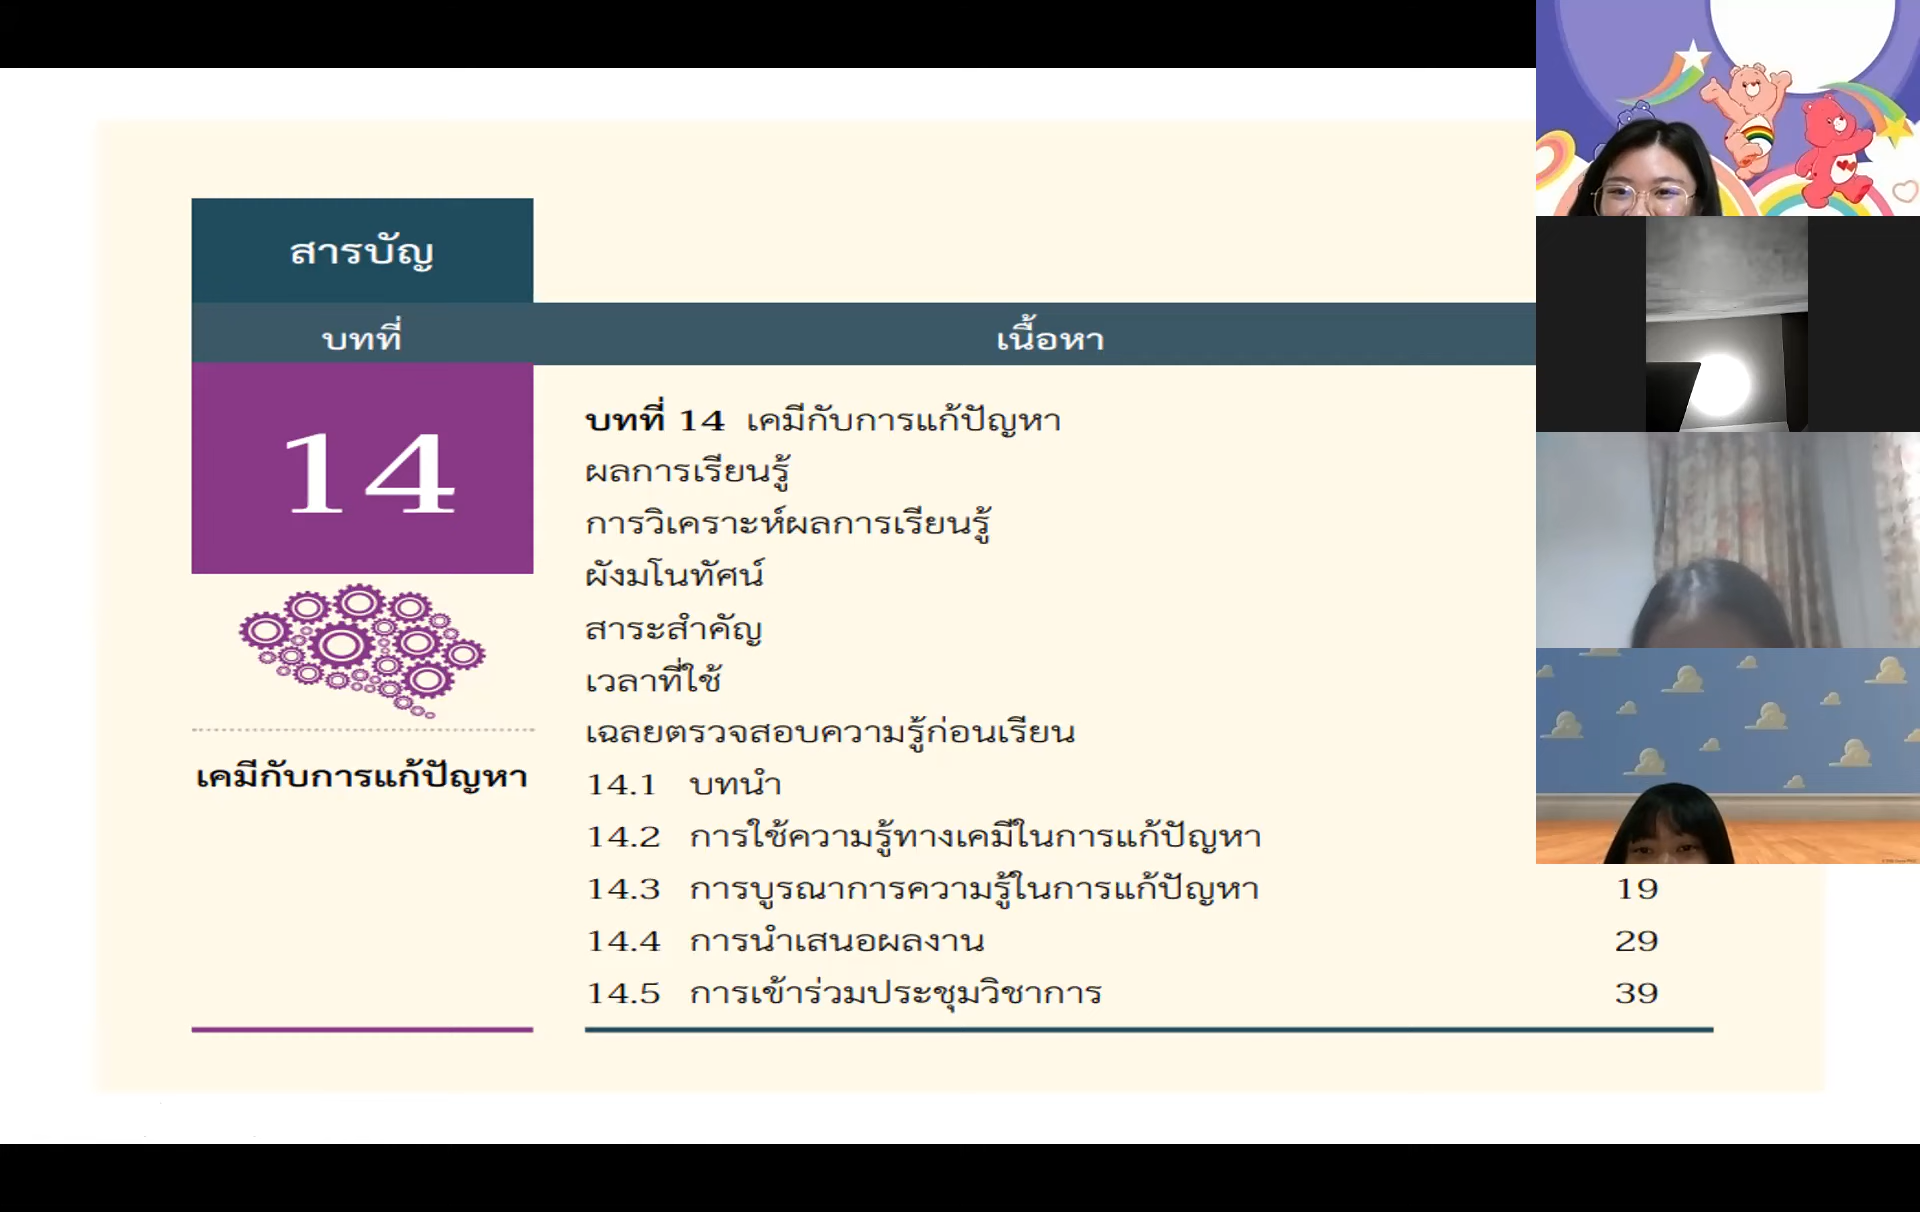 สารบัญ
บทที่ เนื้อหา
14
เคมีกับการแก้ปัญหา
บทที่ 14 เคมีกับการแก้ปัญหา
ผลการเรียนรู้
การวิเคราะห์ผลการเรียนรู้
ผังมโนทัศน์
สาระสำคัญ
เวลาที่ใช้
เฉลยตรวจสอบความรู้ก่อนเรียน
14.1 บทนำ
14.2 การใช้ความรู้ทางเคมีในการแก้ปัญหา
14.3 การบูรณาการความรู้ในการแก้ปัญหา 19
14.4 การนำเสนอผลงาน 29
14.5 การเข้าร่วมประชุมวิชาการ 39